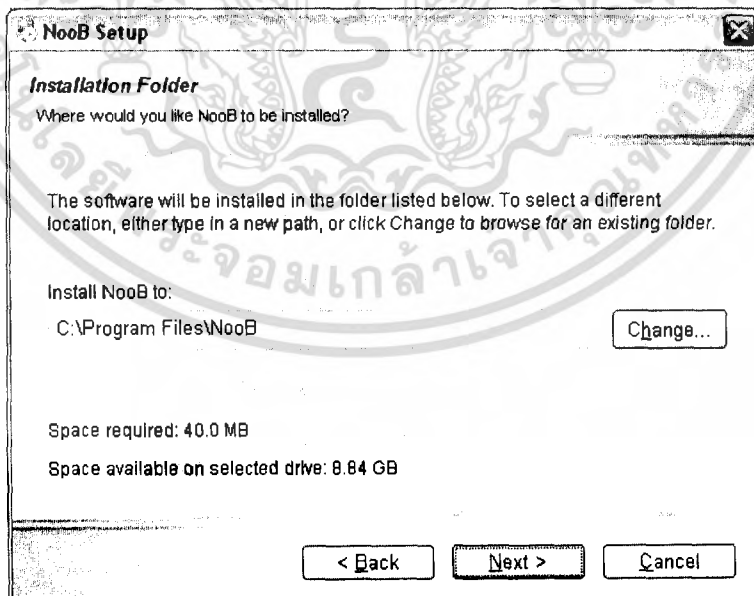 NooB Setup
Installation Folder
Where would you like NooB to be installed?
The software will be installed in the folder listed below. To select a different
location, either type in a new path, or click Change to browse for an existing folder.
Install NooB to:
C:\Program Files\NooB
Change...
Space required: 40.0 MB
Space available on selected drive: 8.84 GB
< Back
Next >
Cancel